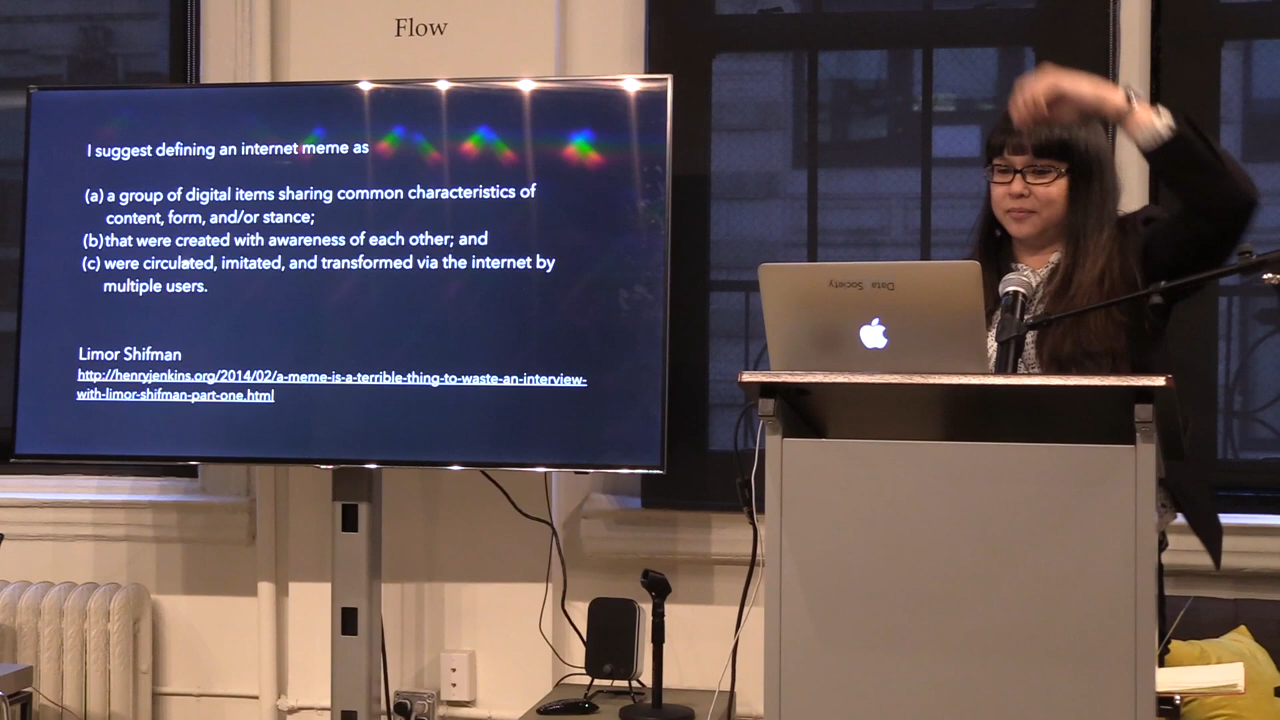 Flow
I suggest defining an internet meme as
(a) a group of digital items sharing common characteristics of
content, form, and/or stance;
(b) that were created with awareness of each other; and
(c) were circulated, imitated, and transformed via the internet by
multiple users.
Limor Shifman
http://henryjenkins.org/2014/02/a-meme-is-a-terrible-thing-to-waste-an-interview-
with-limor-shifman-part-one.html
Data Society